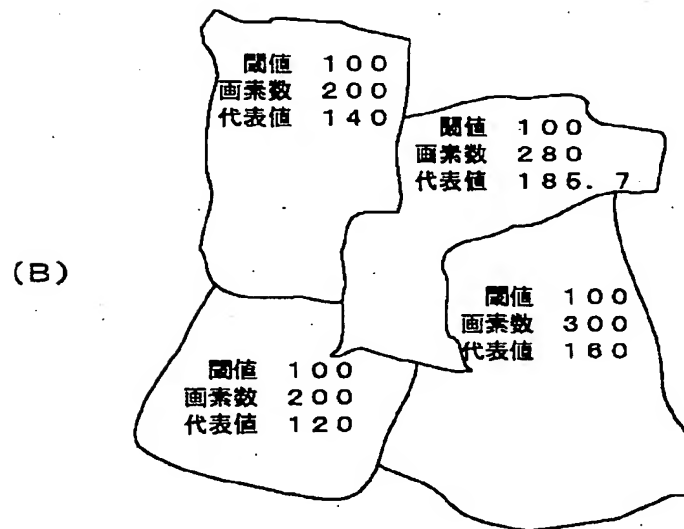 閾値 100
画素数 200
代表値 140
閾値 100
画素数 280
代表値 185.7
(B)
閾値 100
画素数 300
代表値 160
閾値 100
画素数 200
代表値 120